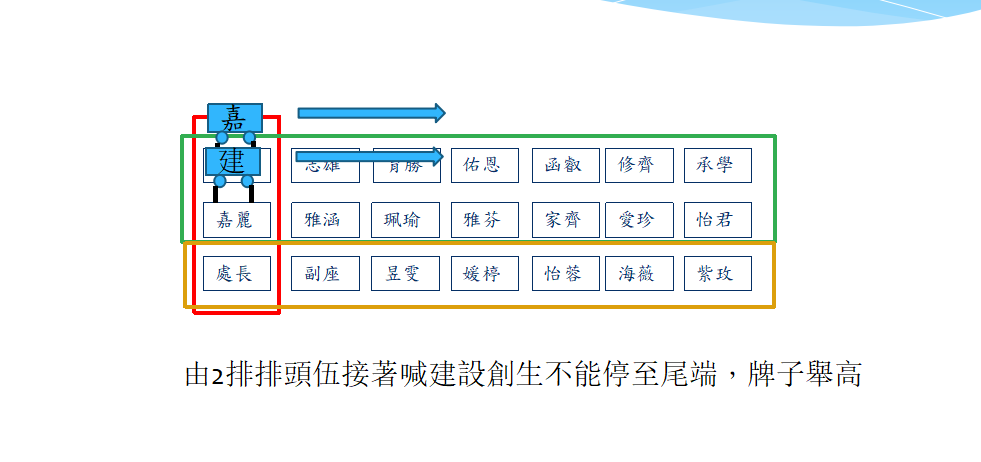 嘉
建 志雄 育勝 佑恩 函叡 修齊 承學
嘉麗 雅涵 珮瑜 雅芬 家齊 愛珍 怡君
處長 副座 昱雯 媛楟 怡蓉 海薇 紫玫
由2排排頭伍接著喊建設創生不能停至尾端，牌子舉高